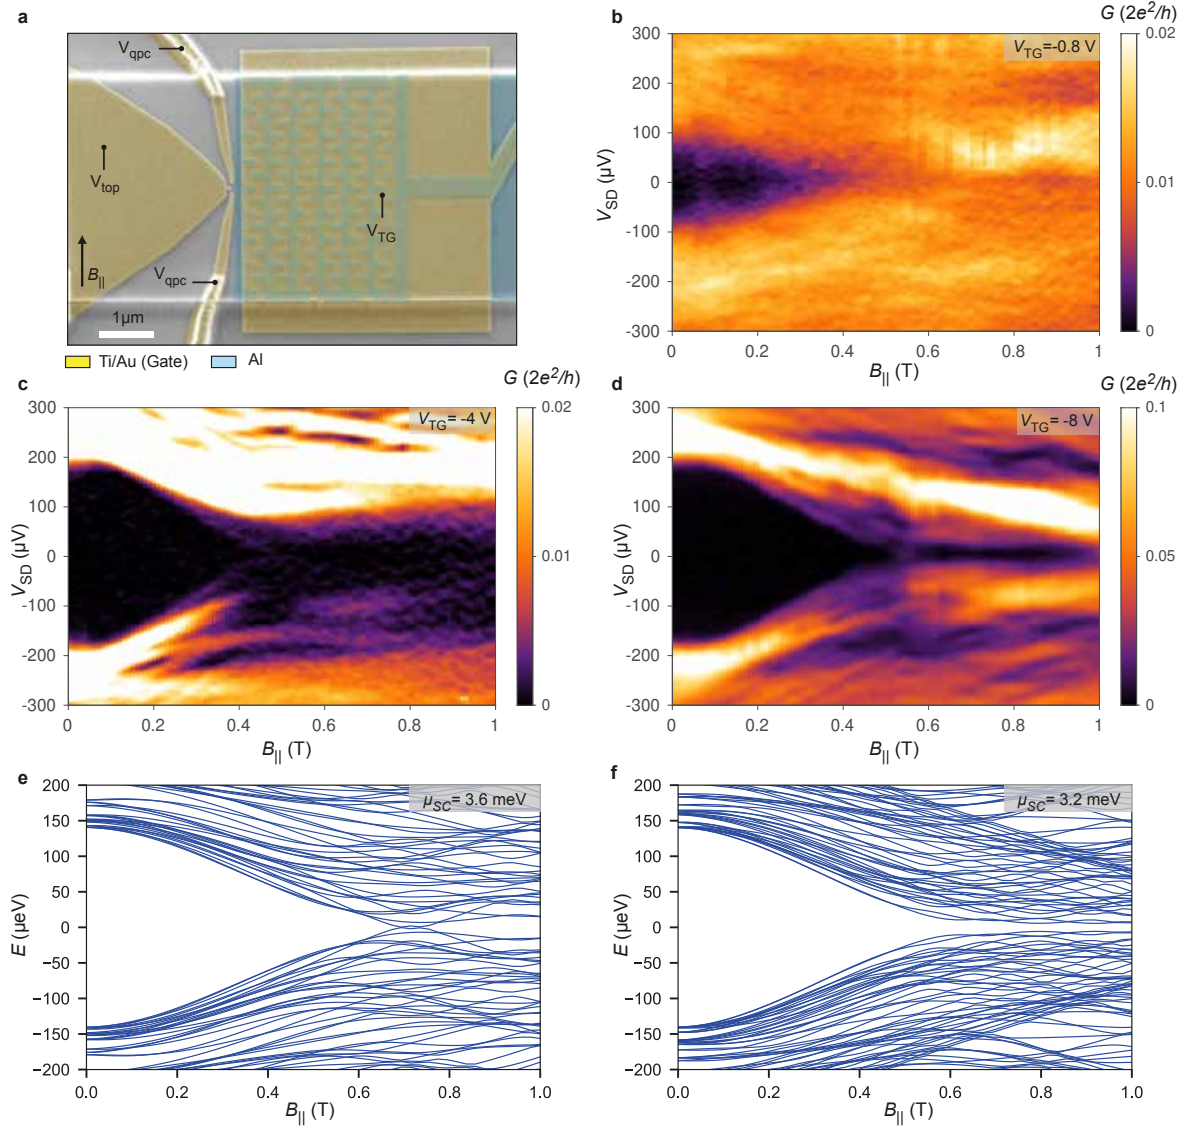 a
V_qpc
V_top
V_TG
B_||
V_qpc
1μm
Ti/Au (Gate)
Al
b
G (2e²/h)
V_TG=-0.8 V
300
200
100
0
-100
-200
-300
V_SD (μV)
0
0.2
0.4
0.6
0.8
1
B_|| (T)
0.02
0.01
0
c
G (2e²/h)
V_TG= -4 V
300
200
100
0
-100
-200
-300
V_SD (μV)
0
0.2
0.4
0.6
0.8
1
B_|| (T)
0.02
0.01
0
d
G (2e²/h)
V_TG= -8 V
300
200
100
0
-100
-200
-300
V_SD (μV)
0
0.2
0.4
0.6
0.8
1
B_|| (T)
0.1
0.05
0
e
μ_SC= 3.6 meV
200
150
100
50
0
−50
−100
−150
−200
E (μeV)
0.0
0.2
0.4
0.6
0.8
1.0
B_|| (T)
f
μ_SC= 3.2 meV
200
150
100
50
0
−50
−100
−150
−200
E (μeV)
0.0
0.2
0.4
0.6
0.8
1.0
B_|| (T)